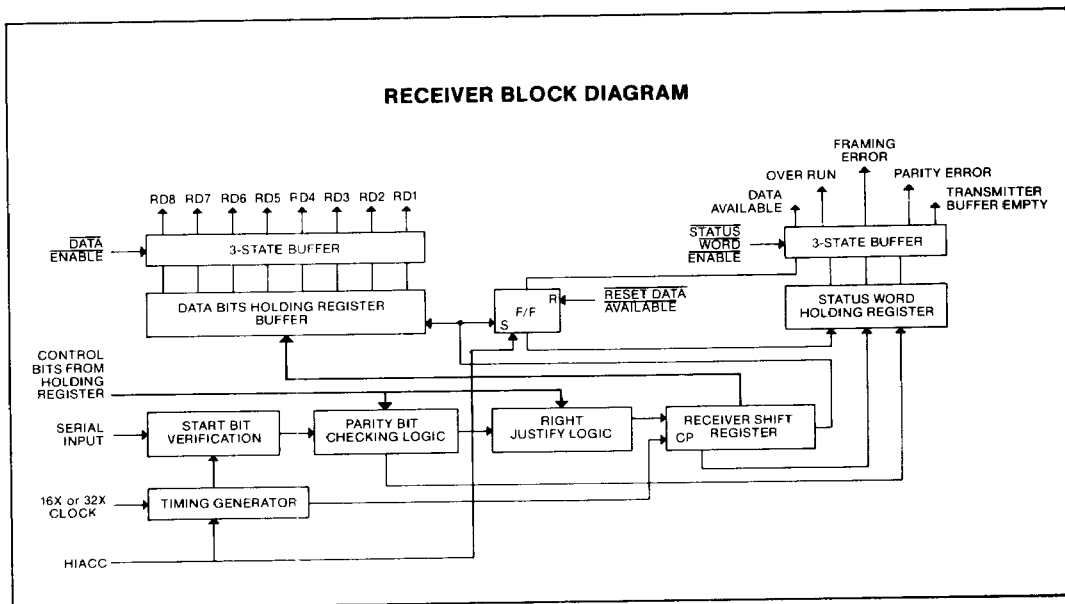 RECEIVER BLOCK DIAGRAM
FRAMING
ERROR
OVER RUN
PARITY ERROR
DATA
AVAILABLE
TRANSMITTER
BUFFER EMPTY
RD8 RD7 RD6 RD5 RD4 RD3 RD2 RD1
DATA
ENABLE
3-STATE BUFFER
STATUS
WORD
ENABLE
3-STATE BUFFER
DATA BITS HOLDING REGISTER
BUFFER
F/F
R
S
RESET DATA
AVAILABLE
STATUS WORD
HOLDING REGISTER
CONTROL
BITS FROM
HOLDING
REGISTER
SERIAL
INPUT
START BIT
VERIFICATION
PARITY BIT
CHECKING LOGIC
RIGHT
JUSTIFY LOGIC
RECEIVER SHIFT
REGISTER
CP
16X or 32X
CLOCK
TIMING GENERATOR
HIACC